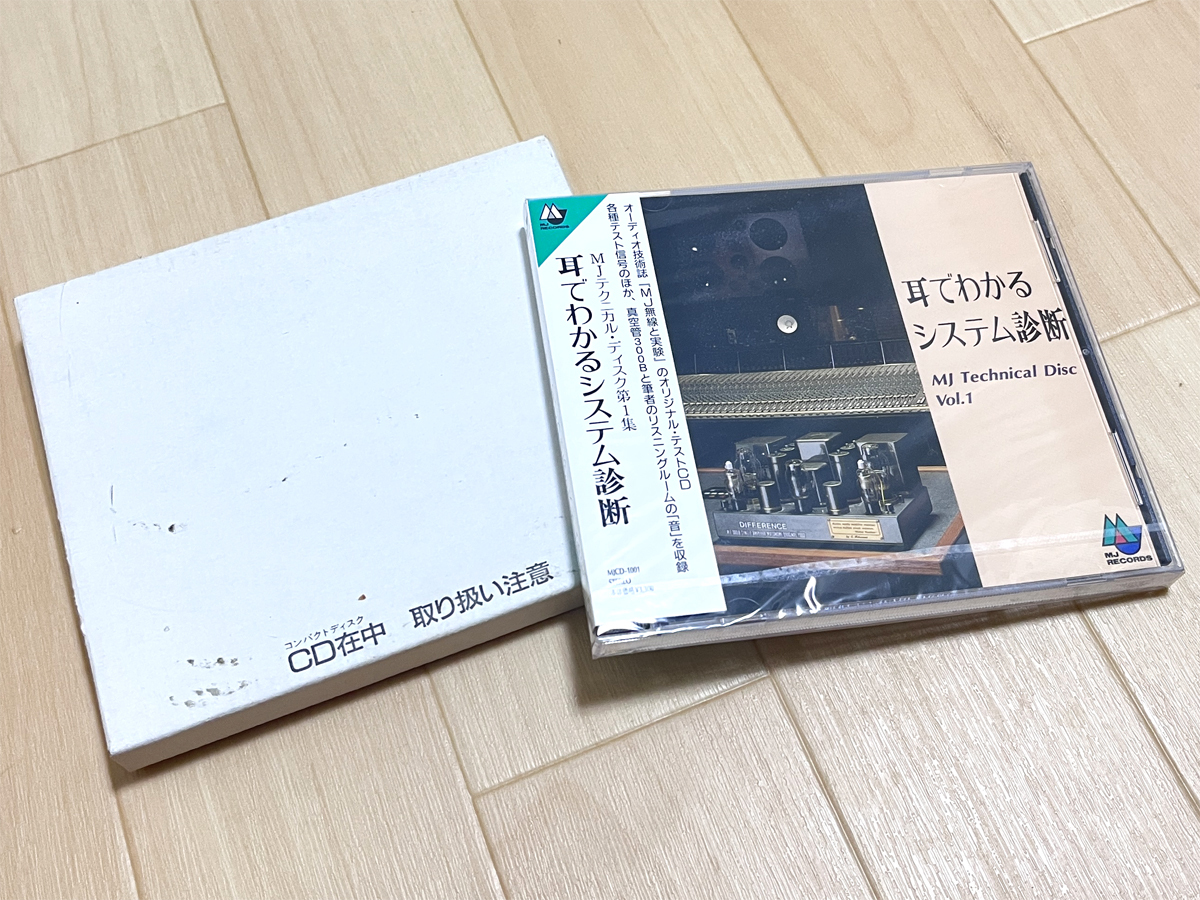 コンパクトディスク
CD在中 取り扱い注意
MJ
RECORDS
オーディオ技術誌「MJ無線と実験」のオリジナル・テストCD
各種テスト信号のほか、真空管300Bと筆者のリスニングルームの「音」を収録
MJテクニカル・ディスク第1集
耳でわかるシステム診断
MJCD-1001
DIFFERENCE
耳でわかる
システム診断
MJ Technical Disc
Vol.1
MJ
RECORDS